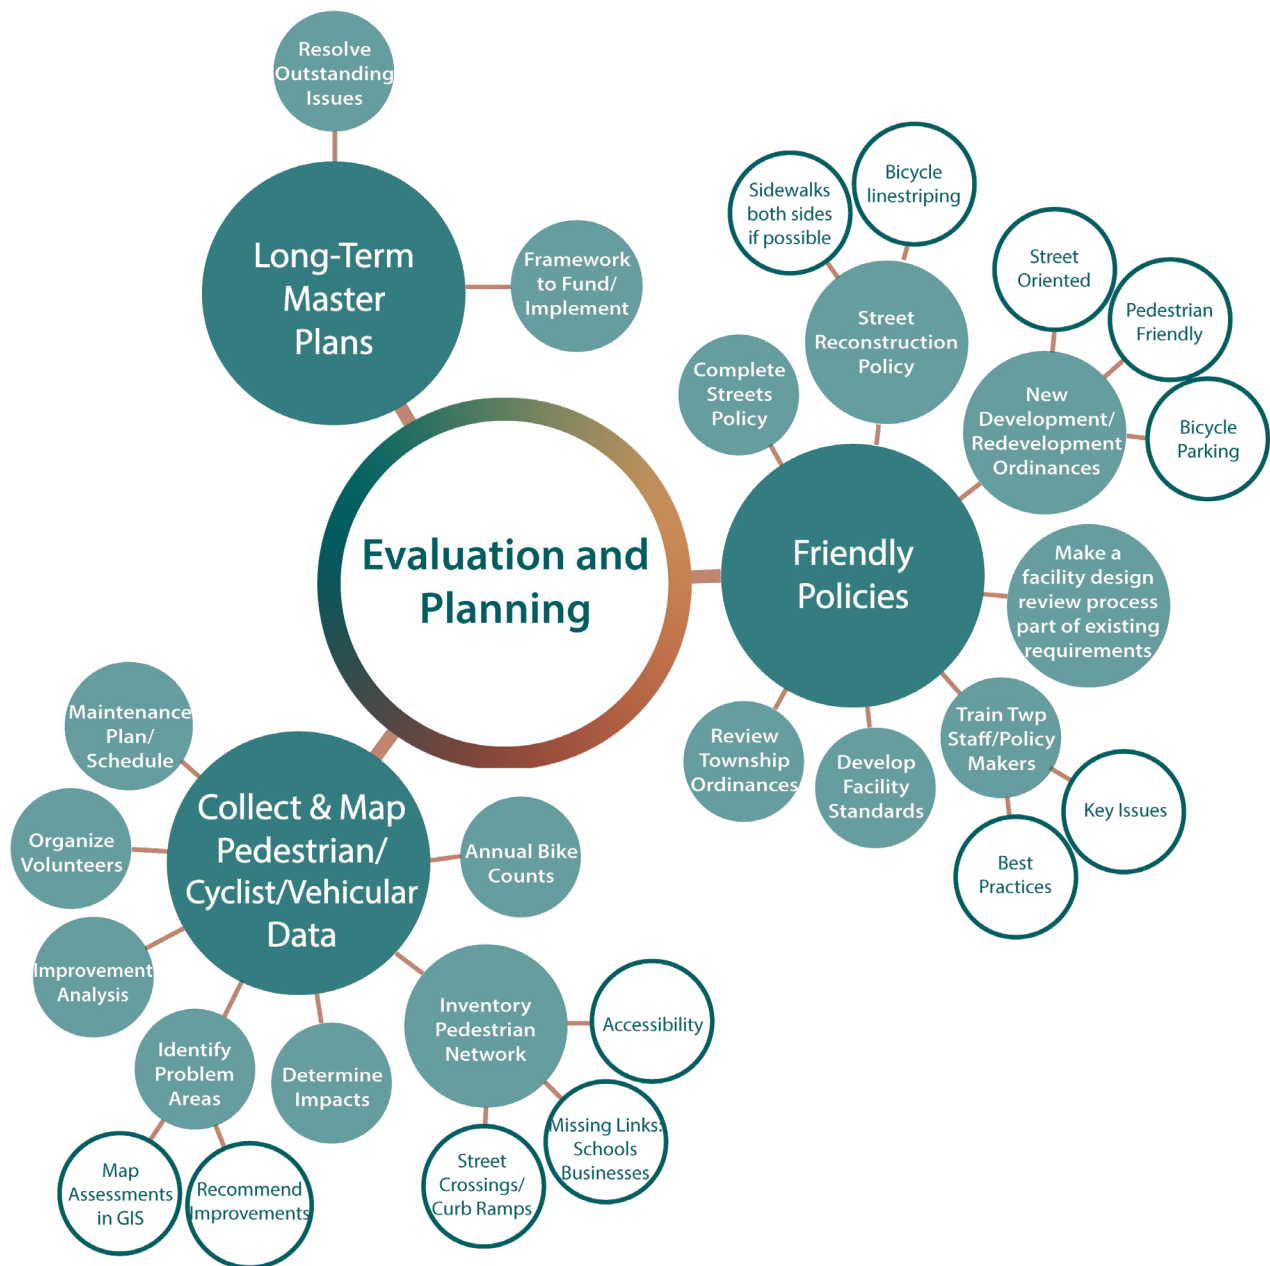 Resolve
Outstanding
Issues
Long-Term
Master
Plans
Framework
to Fund/
Implement
Evaluation and
Planning
Friendly
Policies
Complete
Streets
Policy
Street
Reconstruction
Policy
Sidewalks
both sides
if possible
Bicycle
linestriping
New
Development/
Redevelopment
Ordinances
Street
Oriented
Pedestrian
Friendly
Bicycle
Parking
Make a
facility design
review process
part of existing
requirements
Train Twp
Staff/Policy
Makers
Key Issues
Best
Practices
Develop
Facility
Standards
Review
Township
Ordinances
Collect & Map
Pedestrian/
Cyclist/Vehicular
Data
Maintenance
Plan/
Schedule
Organize
Volunteers
Improvement
Analysis
Identify
Problem
Areas
Map
Assessments
in GIS
Recommend
Improvements
Determine
Impacts
Inventory
Pedestrian
Network
Accessibility
Missing Links:
Schools
Businesses
Street
Crossings/
Curb Ramps
Annual Bike
Counts